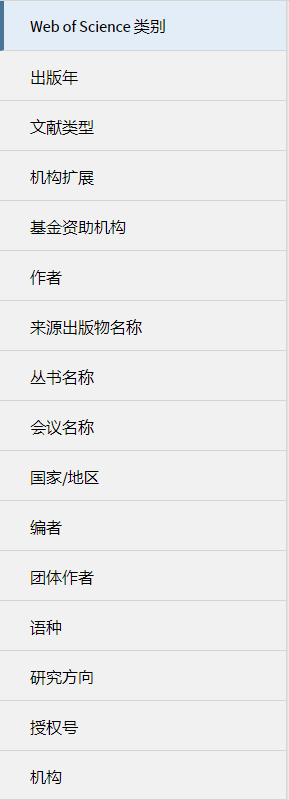 Web of Science 类别
出版年
文献类型
机构扩展
基金资助机构
作者
来源出版物名称
丛书名称
会议名称
国家/地区
编者
团体作者
语种
研究方向
授权号
机构